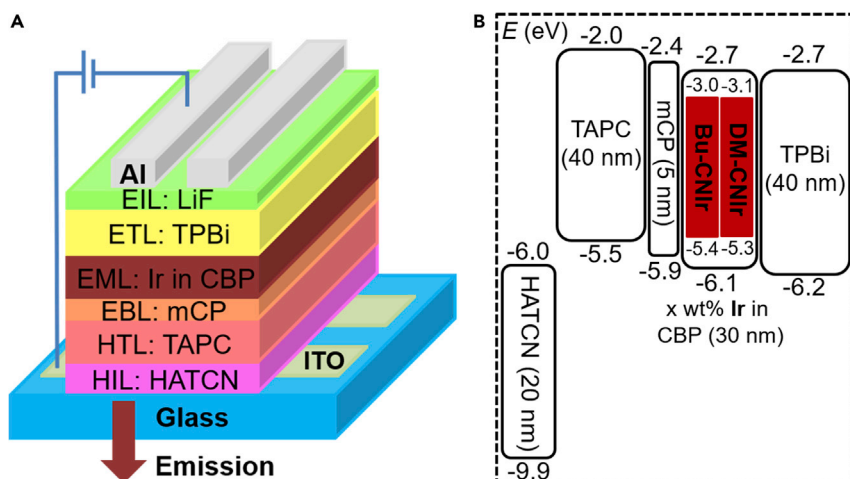 A
Al
EIL: LiF
ETL: TPBi
EML: Ir in CBP
EBL: mCP
HTL: TAPC
HIL: HATCN
ITO
Glass
Emission
B
E (eV)
-2.0
-2.4
-2.7
-2.7
-3.0
-3.1
TAPC
(40 nm)
mCP (5 nm)
Bu-CNIr
DM-CNIr
TPBi
(40 nm)
-5.4
-5.3
-5.5
-5.9
-6.0
-6.1
-6.2
HATCN (20 nm)
x wt% Ir in
CBP (30 nm)
-9.9